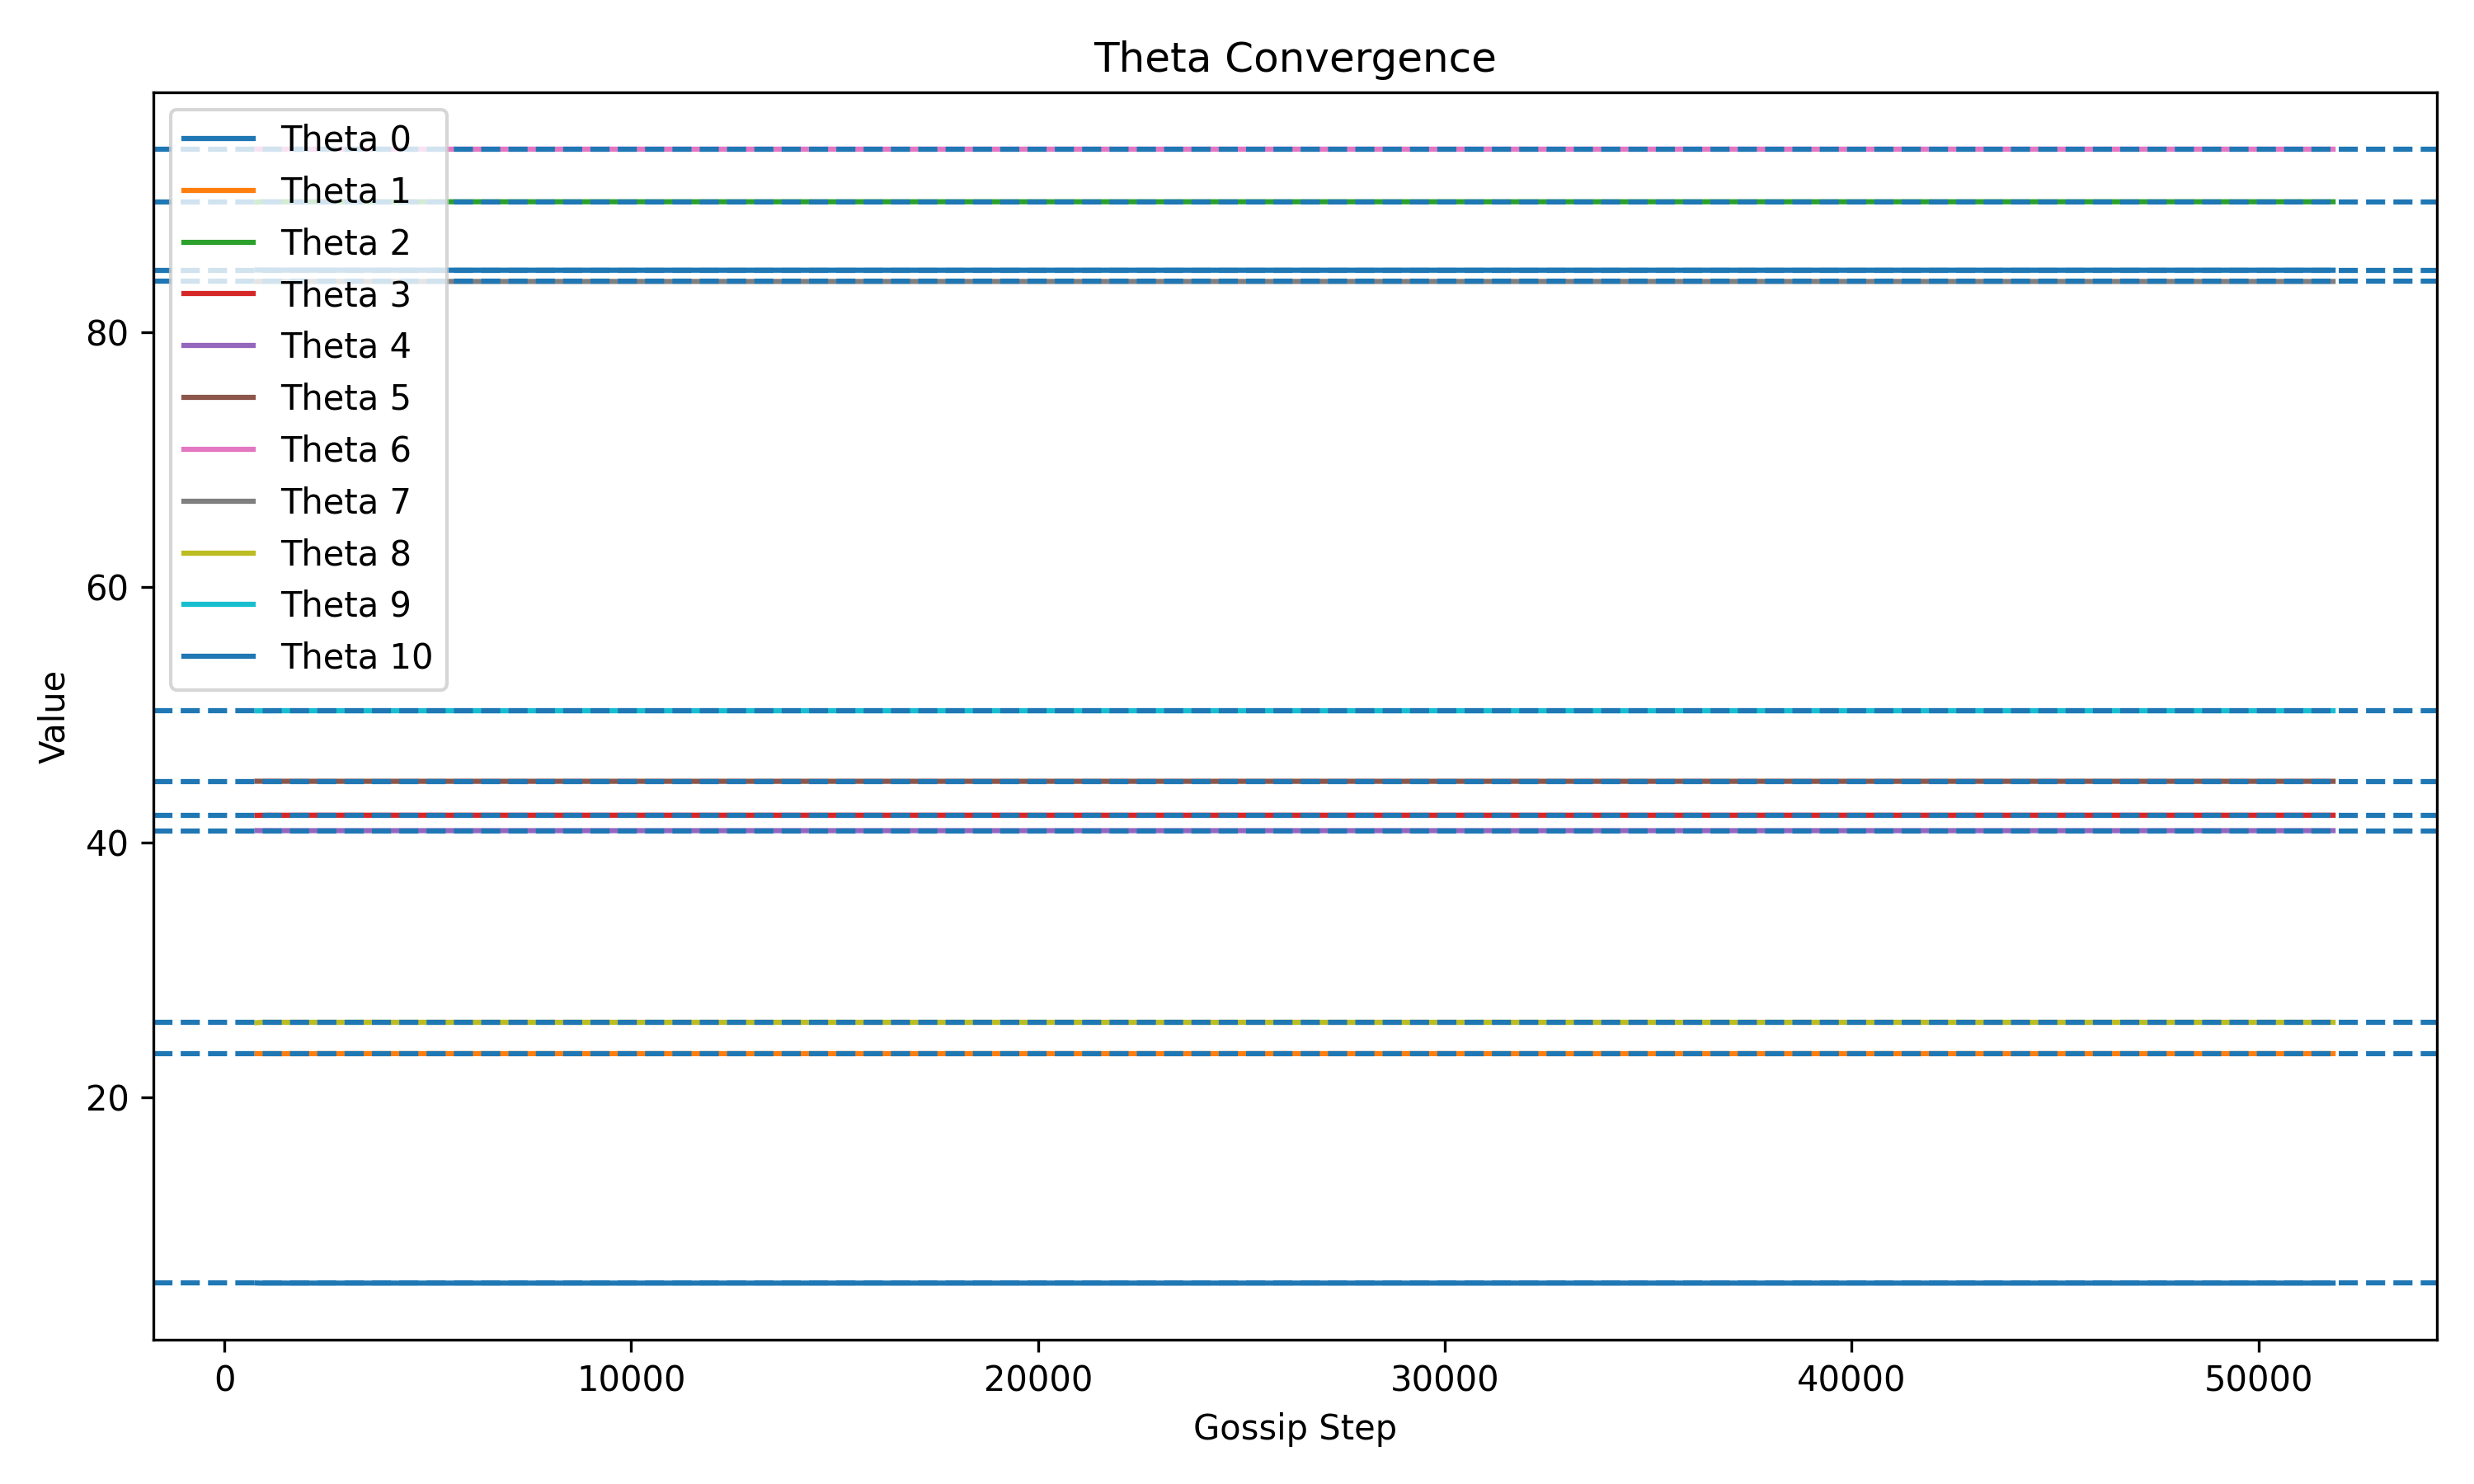 Theta Convergence
Theta 0
Theta 1
Theta 2
Theta 3
Theta 4
Theta 5
Theta 6
Theta 7
Theta 8
Theta 9
Theta 10
80
60
40
20
Value
0 10000 20000 30000 40000 50000
Gossip Step